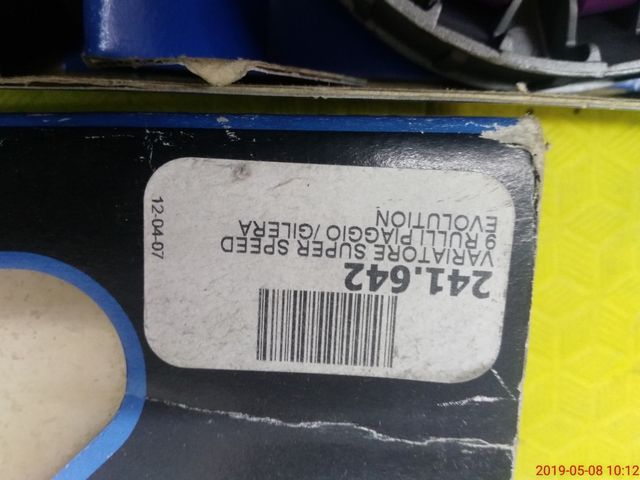 241.642
VARIATORE SUPER SPEED
9 RULLI.PIAGGIO /GILERA
EVOLUTION
12-04-07
2019-05-08 10:12